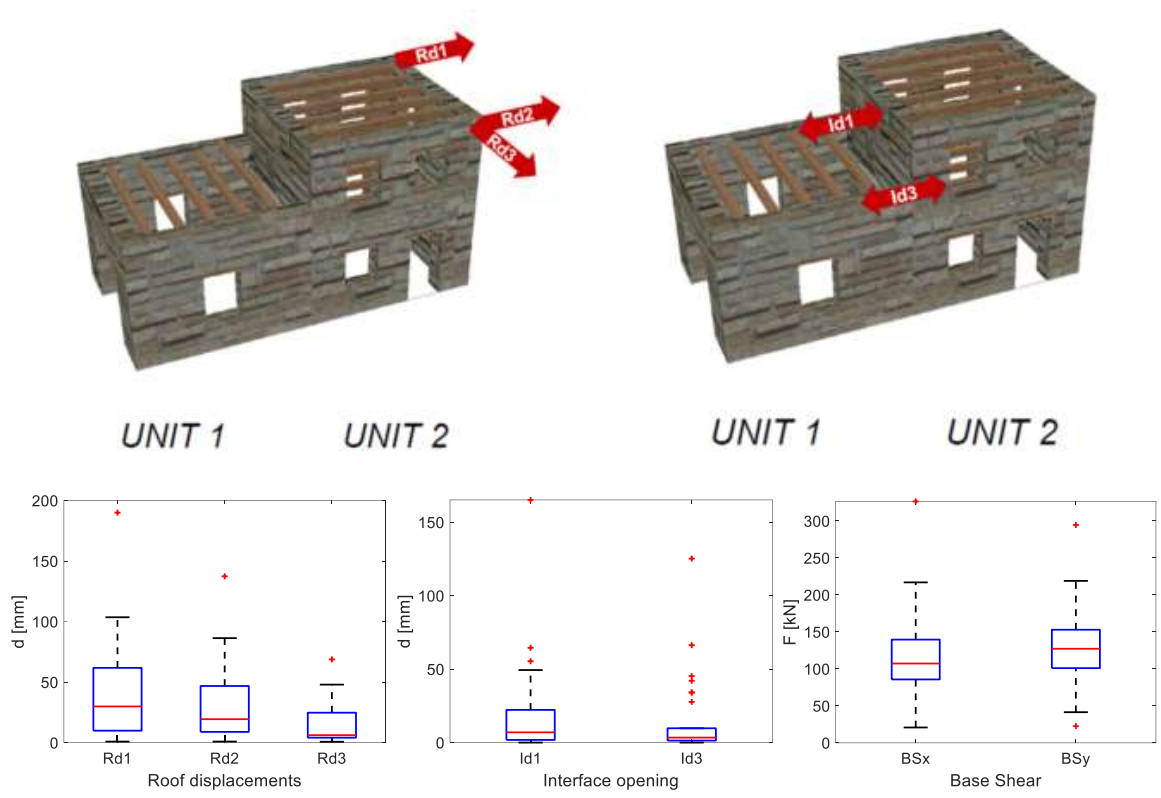 Rd1
Rd2
Rd3
Id1
Id3
UNIT 1 UNIT 2
UNIT 1 UNIT 2
200
150
100
50
0
d [mm]
Rd1 Rd2 Rd3
Roof displacements
150
100
50
0
d [mm]
Id1 Id3
Interface opening
300
250
200
150
100
50
0
F [kN]
BSx BSy
Base Shear